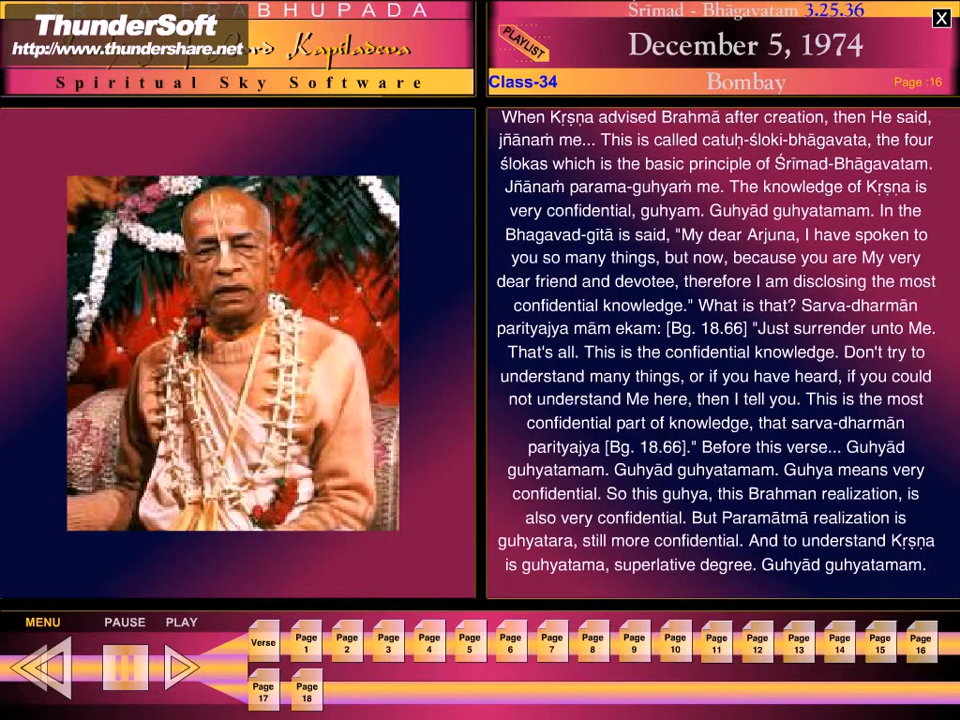 SRILA PRABHUPADA
ThunderSoft
http://www.thundershare.net
Kapiladeva
Spiritual Sky Software
Śrīmad - Bhāgavatam 3.25.36
X
PLAYLIST
December 5, 1974
Class-34
Bombay
Page :16
When Kṛṣṇa advised Brahmā after creation, then He said,
jñānaṁ me... This is called catuḥ-śloki-bhāgavata, the four
ślokas which is the basic principle of Śrīmad-Bhāgavatam.
Jñānaṁ parama-guhyaṁ me. The knowledge of Kṛṣṇa is
very confidential, guhyam. Guhyād guhyatamam. In the
Bhagavad-gītā is said, "My dear Arjuna, I have spoken to
you so many things, but now, because you are My very
dear friend and devotee, therefore I am disclosing the most
confidential knowledge." What is that? Sarva-dharmān
parityajya mām ekam: [Bg. 18.66] "Just surrender unto Me.
That's all. This is the confidential knowledge. Don't try to
understand many things, or if you have heard, if you could
not understand Me here, then I tell you. This is the most
confidential part of knowledge, that sarva-dharmān
parityajya [Bg. 18.66]." Before this verse... Guhyād
guhyatamam. Guhyād guhyatamam. Guhya means very
confidential. So this guhya, this Brahman realization, is
also very confidential. But Paramātmā realization is
guhyatara, still more confidential. And to understand Kṛṣṇa
is guhyatama, superlative degree. Guhyād guhyatamam.
MENU PAUSE PLAY
Verse Page 1 Page 2 Page 3 Page 4 Page 5 Page 6 Page 7 Page 8 Page 9 Page 10 Page 11 Page 12 Page 13 Page 14 Page 15 Page 16
Page 17 Page 18